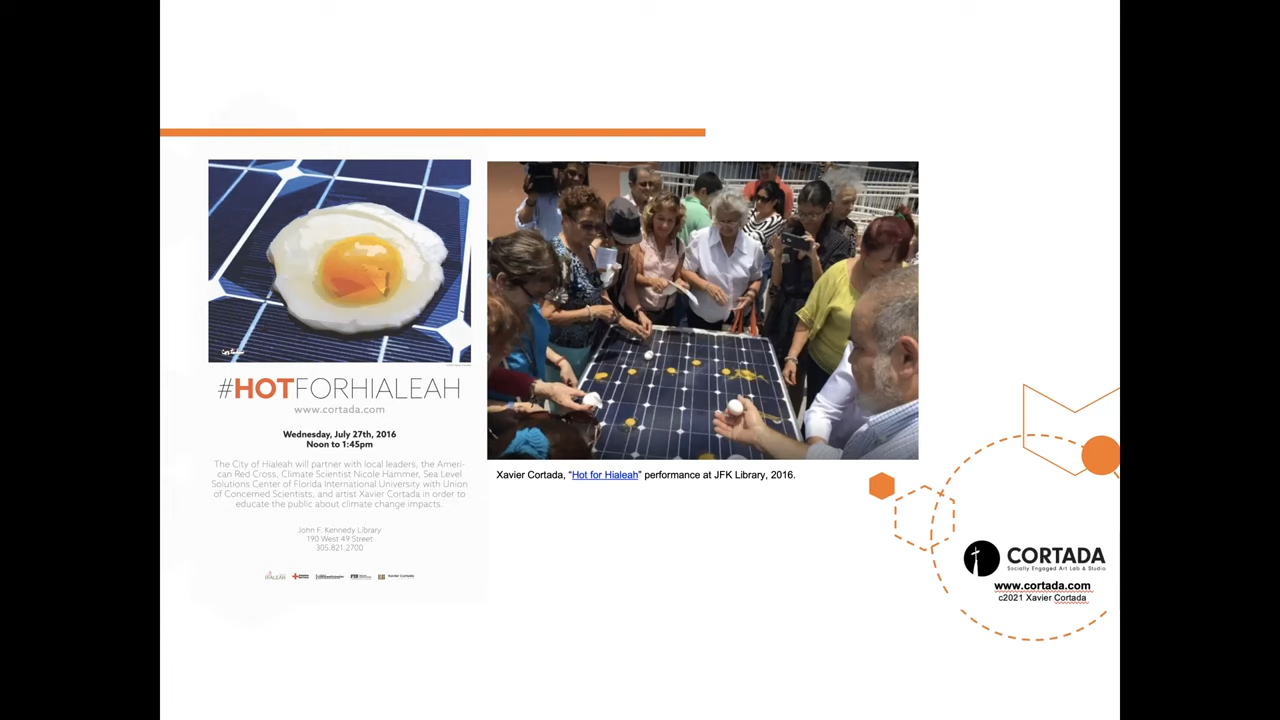 #HOTFORHIALEAH
www.cortada.com
Wednesday, July 27th, 2016
Noon to 1:45pm
The City of Hialeah will partner with local leaders, the Ameri-
can Red Cross, Climate Scientist Nicole Hammer, Sea Level
Solutions Center of Florida International University with Union
of Concerned Scientists, and artist Xavier Cortada in order to
educate the public about climate change impacts.
John F. Kennedy Library
190 West 49 Street
305.821.2700
HIALEAH
Xavier Cortada
Xavier Cortada, “Hot for Hialeah” performance at JFK Library, 2016.
CORTADA
Socially Engaged Art Lab & Studio
www.cortada.com
c2021 Xavier Cortada